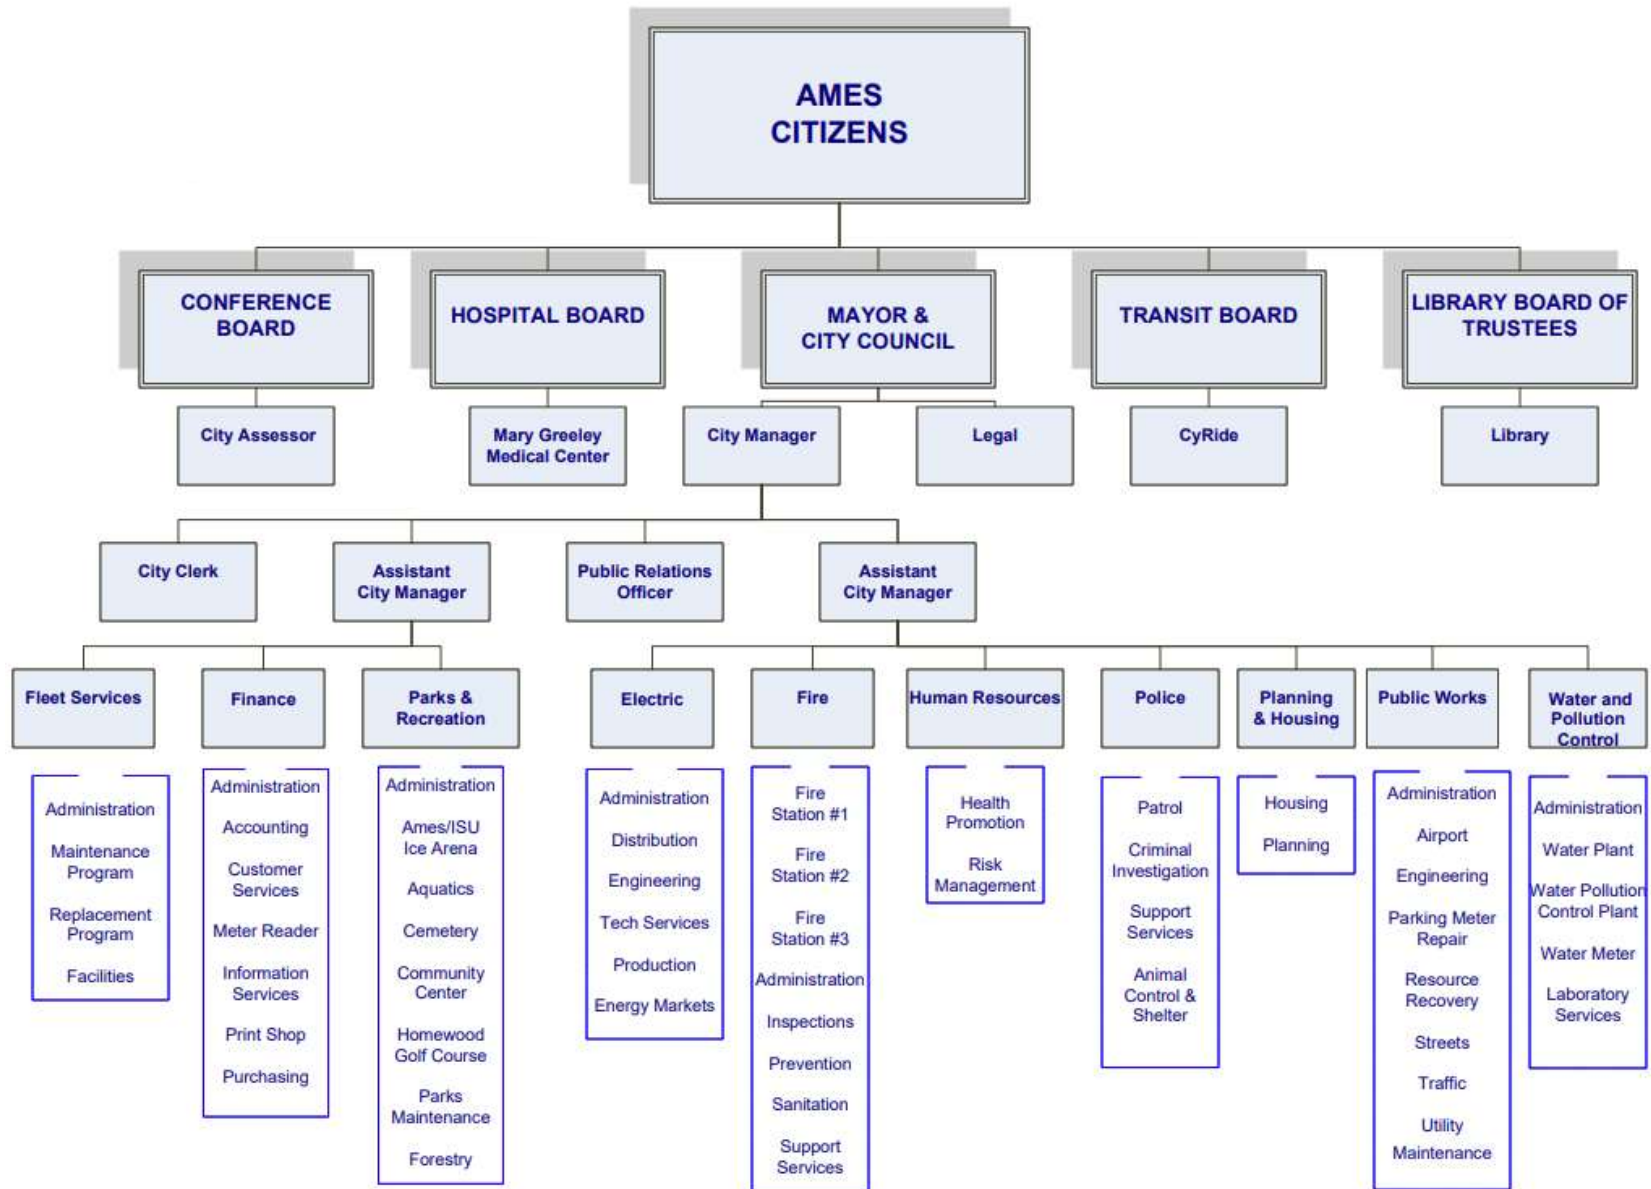 AMES
CITIZENS
CONFERENCE
BOARD
HOSPITAL BOARD
MAYOR &
CITY COUNCIL
TRANSIT BOARD
LIBRARY BOARD OF
TRUSTEES
City Assessor
Mary Greeley
Medical Center
City Manager
Legal
CyRide
Library
City Clerk
Assistant
City Manager
Public Relations
Officer
Assistant
City Manager
Fleet Services
Finance
Parks &
Recreation
Electric
Fire
Human Resources
Police
Planning
& Housing
Public Works
Water and
Pollution
Control
Administration
Maintenance
Program
Replacement
Program
Facilities
Administration
Accounting
Customer
Services
Meter Reader
Information
Services
Print Shop
Purchasing
Administration
Ames/ISU
Ice Arena
Aquatics
Cemetery
Community
Center
Homewood
Golf Course
Parks
Maintenance
Forestry
Administration
Distribution
Engineering
Tech Services
Production
Energy Markets
Fire
Station #1
Fire
Station #2
Fire
Station #3
Administration
Inspections
Prevention
Sanitation
Support
Services
Health
Promotion
Risk
Management
Patrol
Criminal
Investigation
Support
Services
Animal
Control &
Shelter
Housing
Planning
Administration
Airport
Engineering
Parking Meter
Repair
Resource
Recovery
Streets
Traffic
Utility
Maintenance
Administration
Water Plant
Water Pollution
Control Plant
Water Meter
Laboratory
Services